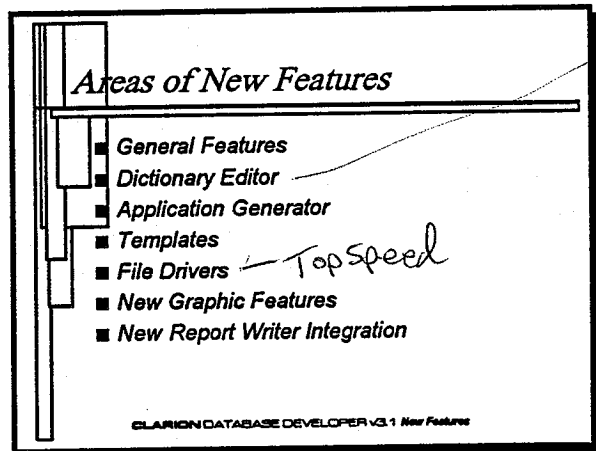 Areas of New Features
■ General Features
■ Dictionary Editor
■ Application Generator
■ Templates
■ File Drivers — TopSpeed
■ New Graphic Features
■ New Report Writer Integration
CLARION DATABASE DEVELOPER v3.1 New Features